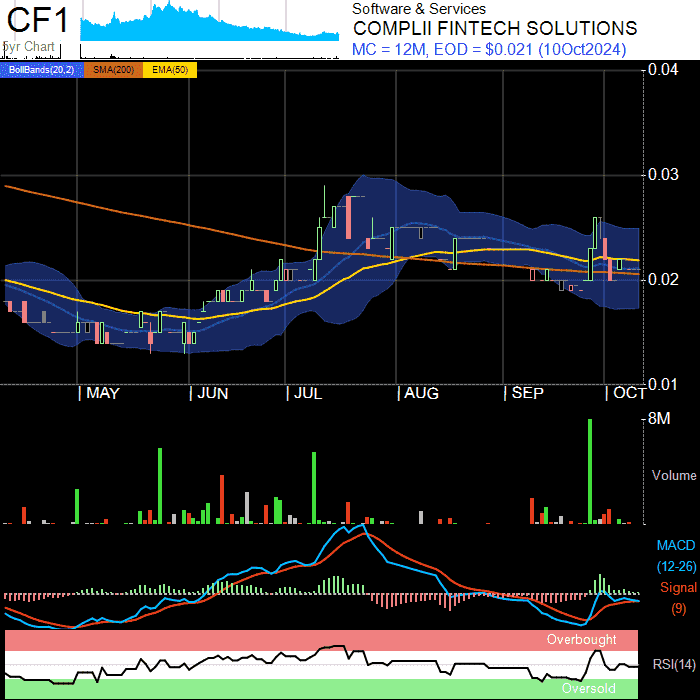 CF1
5yr Chart
Software & Services
COMPLII FINTECH SOLUTIONS
MC = 12M, EOD = $0.021 (10Oct2024)
BollBands(20,2) SMA(200) EMA(50)
0.04
0.03
0.02
0.01
| MAY | JUN | JUL | AUG | SEP | OCT
8M
Volume
MACD
(12-26)
Signal
(9)
Overbought
RSI(14)
Oversold